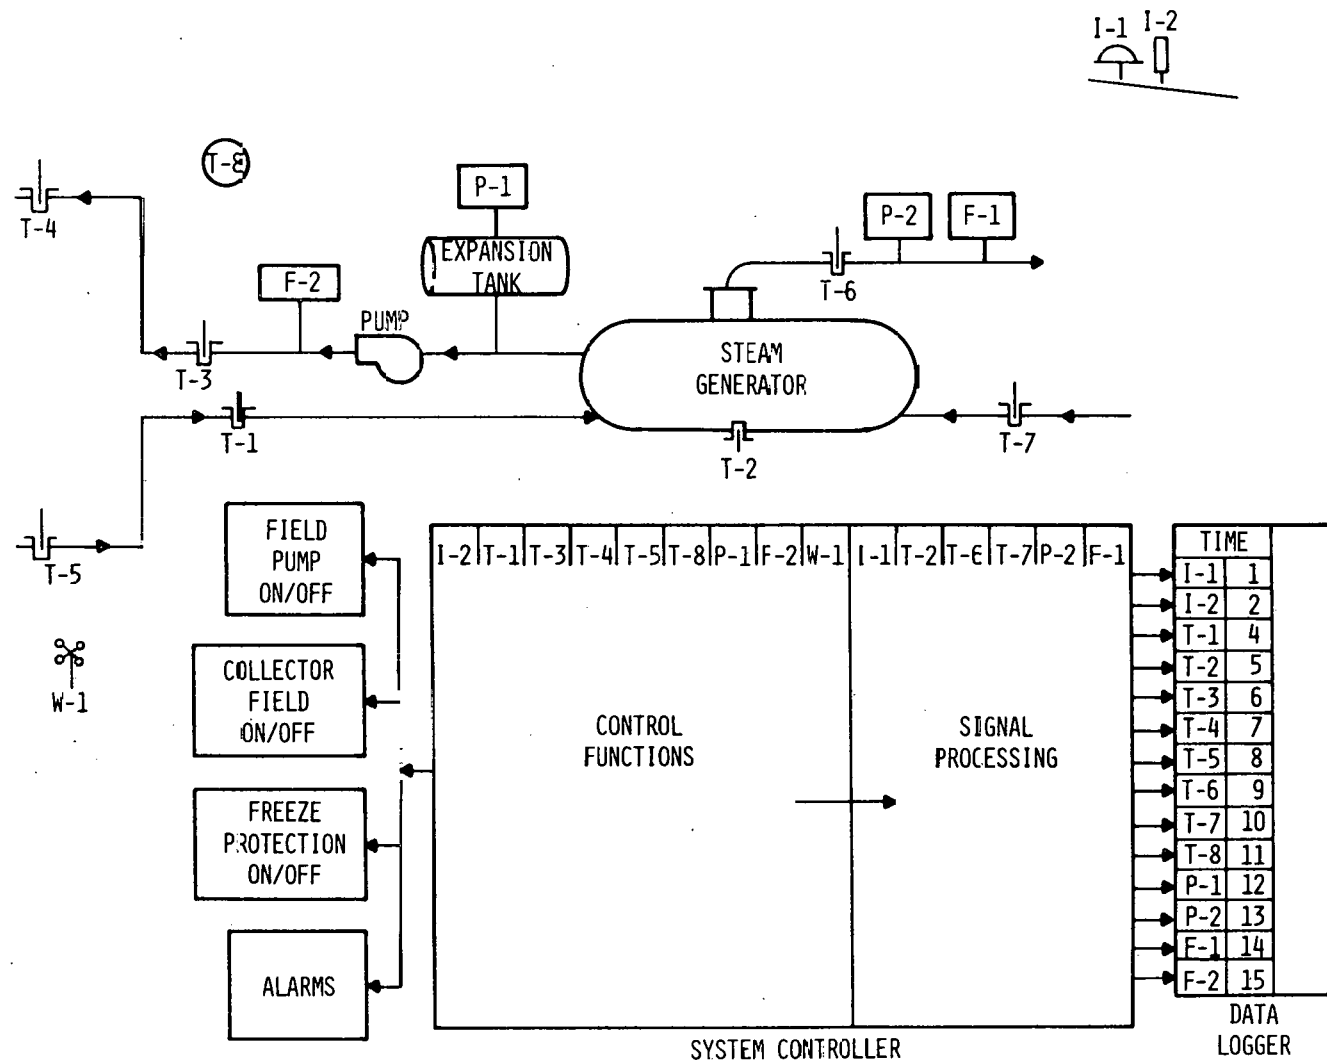 I-1 I-2
T-8
P-1
P-2 F-1
T-4
EXPANSION
TANK
F-2
T-6
PUMP
STEAM
GENERATOR
T-3
T-1
T-2
T-7
T-5
W-1
FIELD
PUMP
ON/OFF
COLLECTOR
FIELD
ON/OFF
FREEZE
PROTECTION
ON/OFF
ALARMS
I-2 T-1 T-3 T-4 T-5 T-8 P-1 F-2 W-1 I-1 T-2 T-6 T-7 P-2 F-1
CONTROL
FUNCTIONS
SIGNAL
PROCESSING
SYSTEM CONTROLLER
TIME
I-1 1
I-2 2
T-1 4
T-2 5
T-3 6
T-4 7
T-5 8
T-6 9
T-7 10
T-8 11
P-1 12
P-2 13
F-1 14
F-2 15
DATA
LOGGER